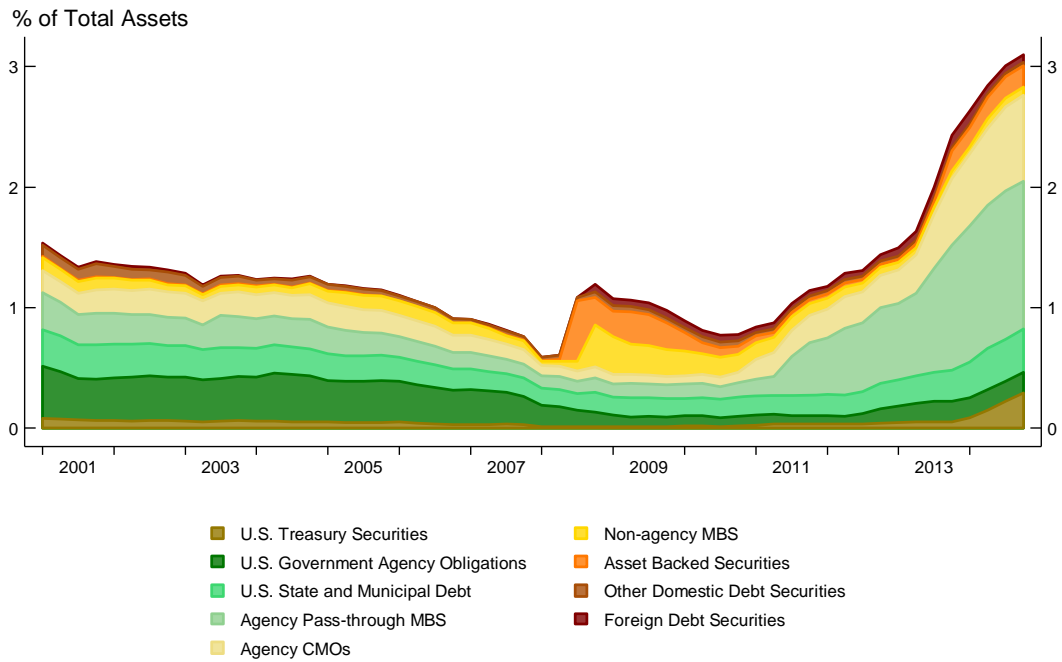 % of Total Assets
3 3
2 2
1 1
0 0
2001 2003 2005 2007 2009 2011 2013
U.S. Treasury Securities
U.S. Government Agency Obligations
U.S. State and Municipal Debt
Agency Pass-through MBS
Agency CMOs
Non-agency MBS
Asset Backed Securities
Other Domestic Debt Securities
Foreign Debt Securities